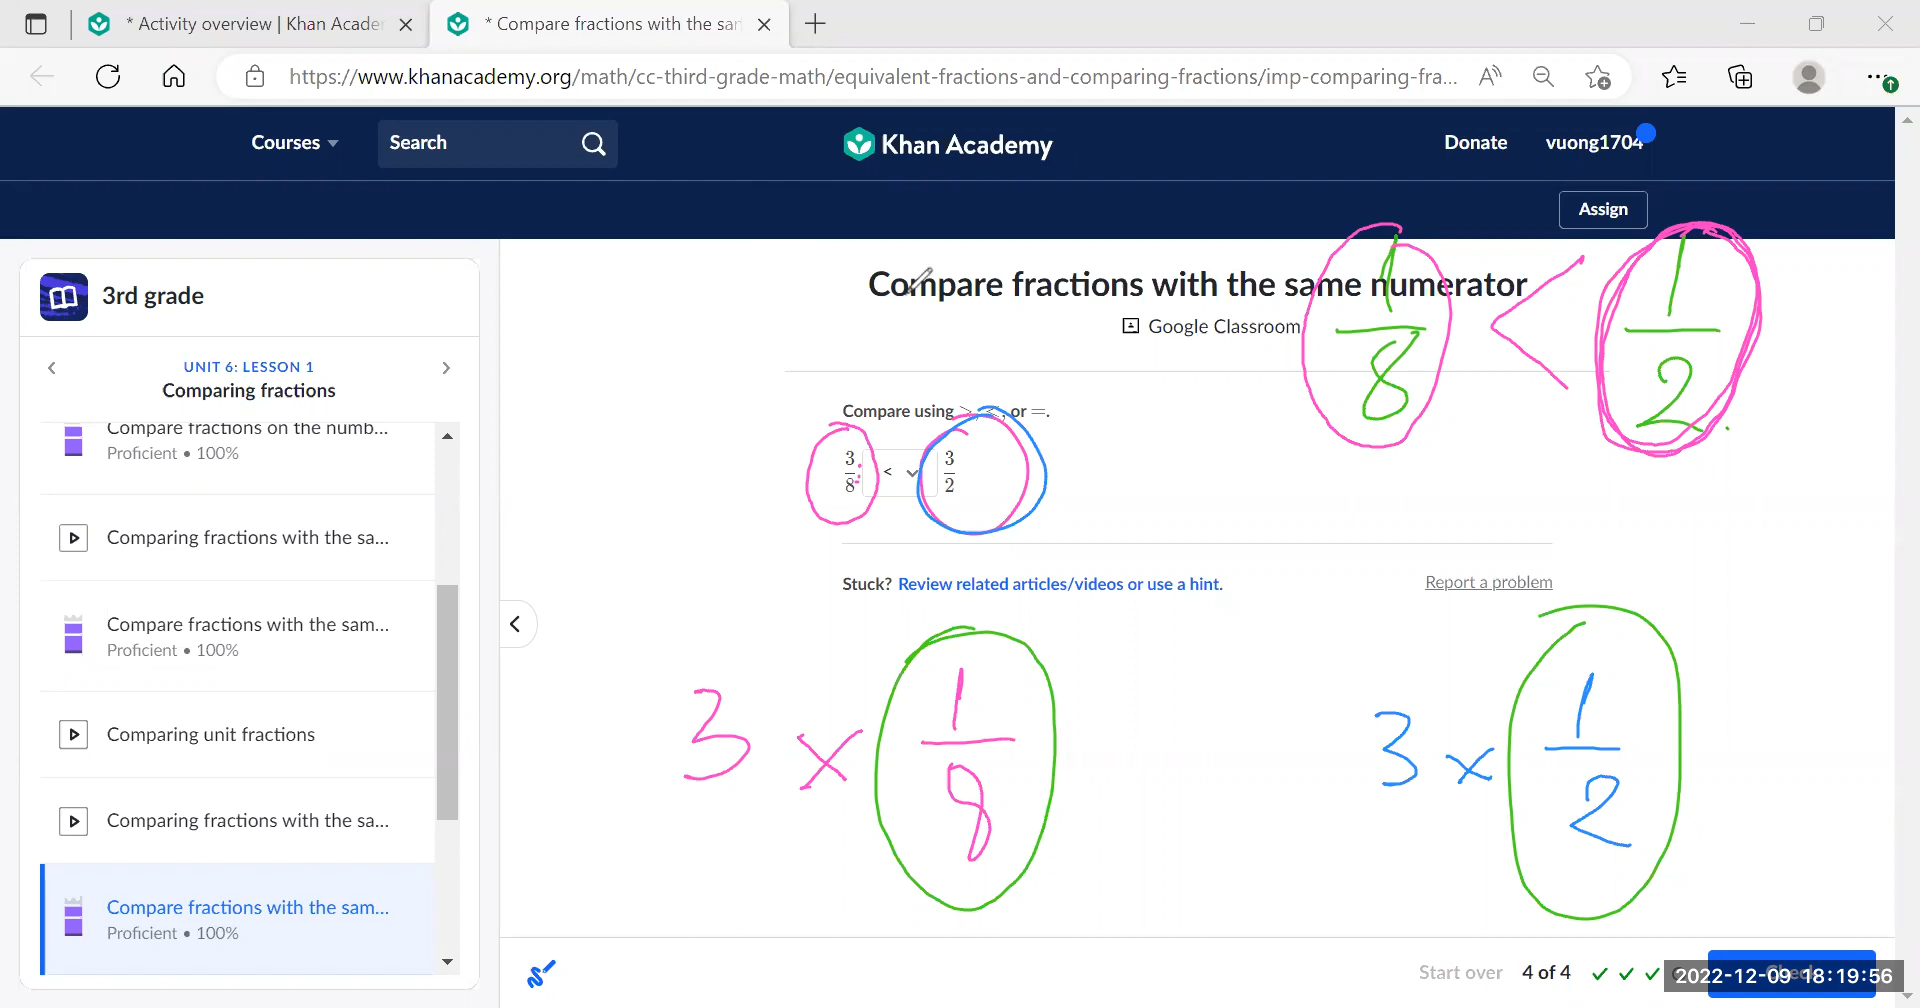 * Activity overview | Khan Acade
* Compare fractions with the sa
https://www.khanacademy.org/math/cc-third-grade-math/equivalent-fractions-and-comparing-fractions/imp-comparing-fra...
Courses
Search
Khan Academy
Donate
vuong1704
Assign
3rd grade
UNIT 6: LESSON 1
Comparing fractions
Compare fractions on the numb...
Proficient • 100%
Comparing fractions with the sa...
Compare fractions with the sam...
Proficient • 100%
Comparing unit fractions
Comparing fractions with the sa...
Compare fractions with the sam...
Proficient • 100%
Compare fractions with the same numerator
Google Classroom
1/8 < 1/2
Compare using >, <, or =.
3/8 < 3/2
Stuck? Review related articles/videos or use a hint.
Report a problem
3 x 1/8
3 x 1/2
Start over
4 of 4
2022-12-09 18:19:56